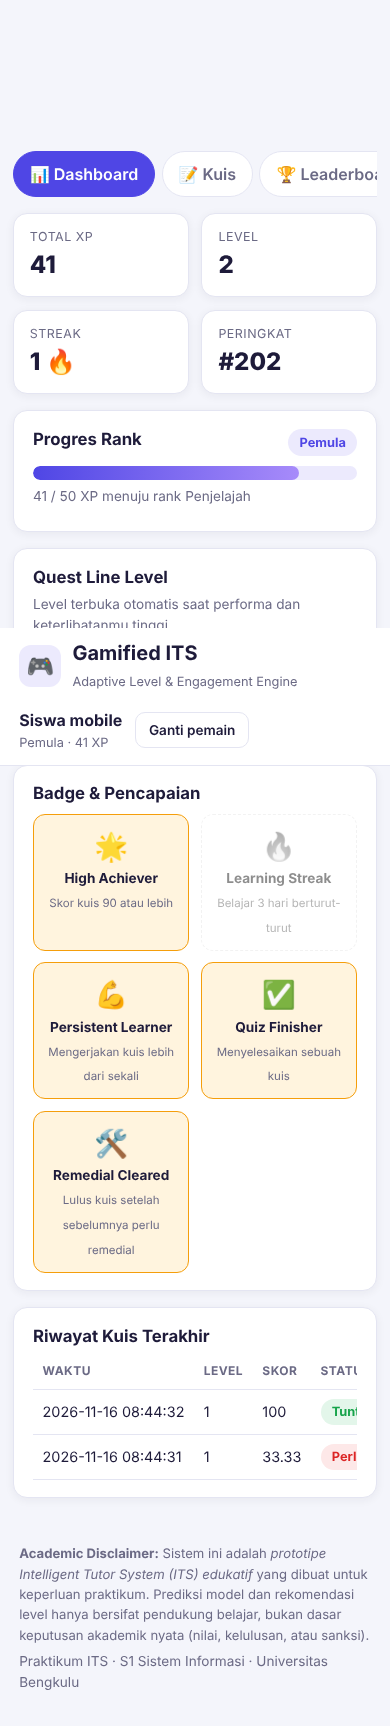 📊 Dashboard 📝 Kuis 🏆 Leaderboa
TOTAL XP LEVEL
41 2
STREAK PERINGKAT
1 🔥 #202
Progres Rank Pemula
41 / 50 XP menuju rank Penjelajah
Quest Line Level
Level terbuka otomatis saat performa dan
keterlibatanmu tinggi
Gamified ITS
Adaptive Level & Engagement Engine
Siswa mobile
Pemula · 41 XP
Ganti pemain
Badge & Pencapaian
High Achiever
Skor kuis 90 atau lebih
Learning Streak
Belajar 3 hari berturut-
turut
Persistent Learner
Mengerjakan kuis lebih
dari sekali
Quiz Finisher
Menyelesaikan sebuah
kuis
Remedial Cleared
Lulus kuis setelah
sebelumnya perlu
remedial
Riwayat Kuis Terakhir
WAKTU LEVEL SKOR STATU
2026-11-16 08:44:32 1 100 Tunt
2026-11-16 08:44:31 1 33.33 Perl
Academic Disclaimer: Sistem ini adalah prototipe
Intelligent Tutor System (ITS) edukatif yang dibuat untuk
keperluan praktikum. Prediksi model dan rekomendasi
level hanya bersifat pendukung belajar, bukan dasar
keputusan akademik nyata (nilai, kelulusan, atau sanksi).
Praktikum ITS · S1 Sistem Informasi · Universitas
Bengkulu